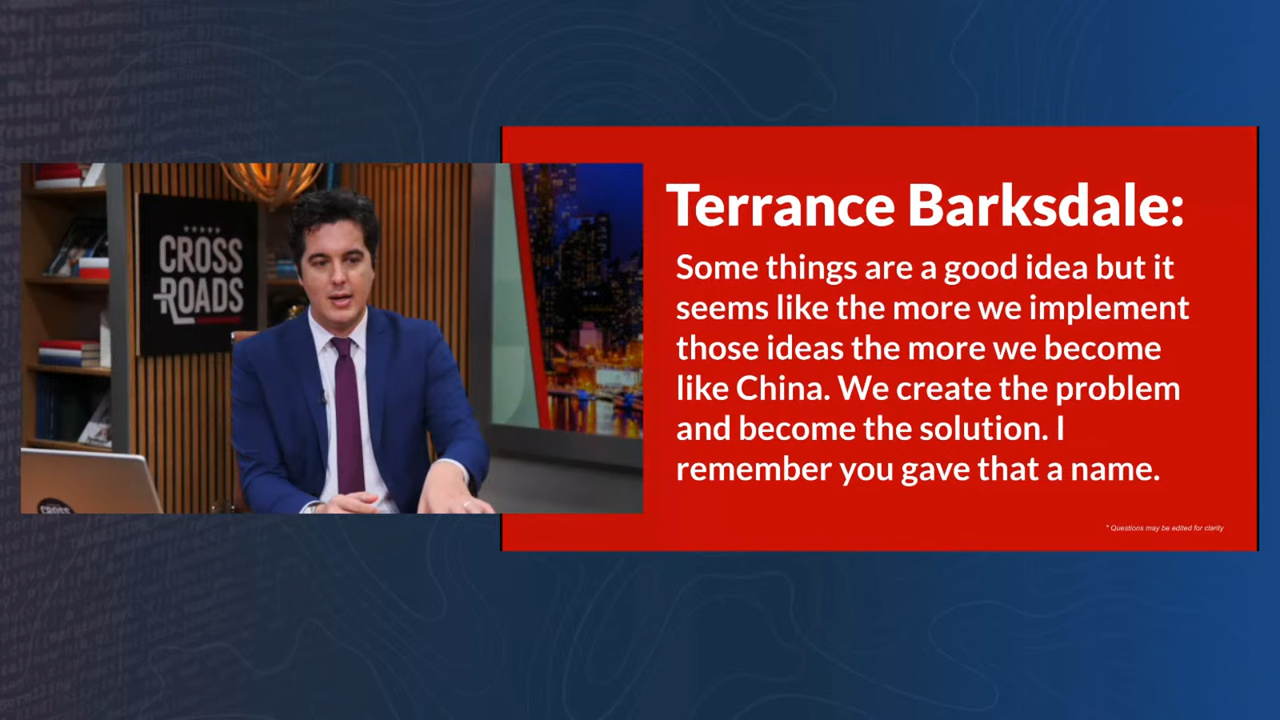 CROSS
ROADS
Terrance Barksdale:
Some things are a good idea but it
seems like the more we implement
those ideas the more we become
like China. We create the problem
and become the solution. I
remember you gave that a name.
* Questions may be edited for clarity
CROSS